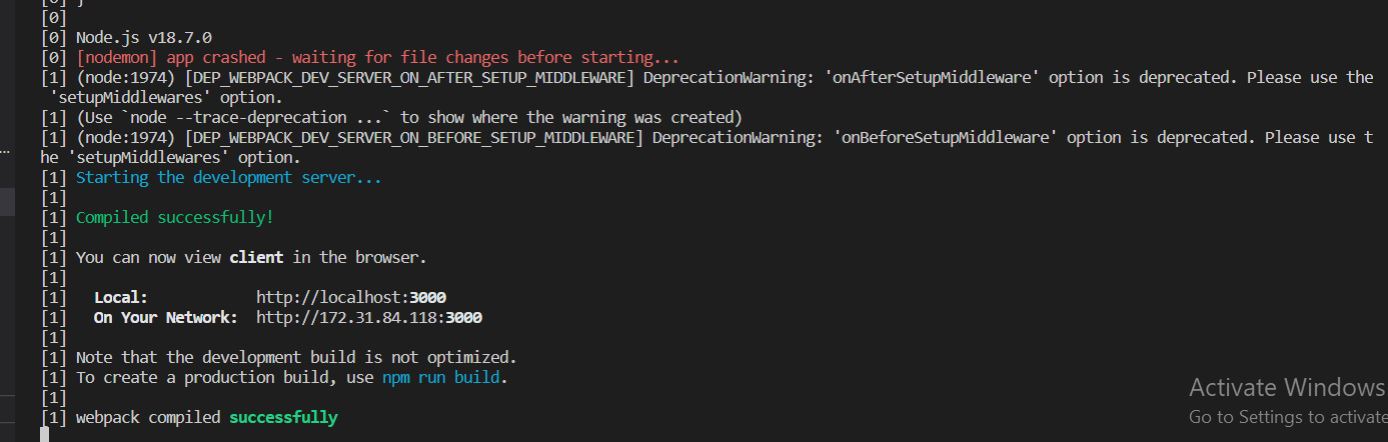 [0] }
[0]
[0] Node.js v18.7.0
[0] [nodemon] app crashed - waiting for file changes before starting...
[1] (node:1974) [DEP_WEBPACK_DEV_SERVER_ON_AFTER_SETUP_MIDDLEWARE] DeprecationWarning: 'onAfterSetupMiddleware' option is deprecated. Please use the
'setupMiddlewares' option.
[1] (Use `node --trace-deprecation ...` to show where the warning was created)
[1] (node:1974) [DEP_WEBPACK_DEV_SERVER_ON_BEFORE_SETUP_MIDDLEWARE] DeprecationWarning: 'onBeforeSetupMiddleware' option is deprecated. Please use t
he 'setupMiddlewares' option.
[1] Starting the development server...
[1]
[1] Compiled successfully!
[1]
[1] You can now view client in the browser.
[1]
[1] Local: http://localhost:3000
[1] On Your Network: http://172.31.84.118:3000
[1]
[1] Note that the development build is not optimized.
[1] To create a production build, use npm run build.
[1]
[1] webpack compiled successfully
Activate Windows
Go to Settings to activate